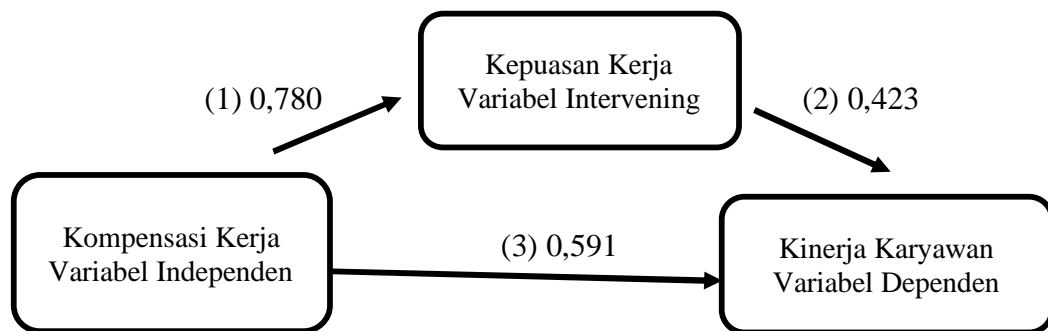 Kepuasan Kerja
Variabel Intervening
(1) 0,780
(2) 0,423
Kompensasi Kerja
Variabel Independen
(3) 0,591
Kinerja Karyawan
Variabel Dependen